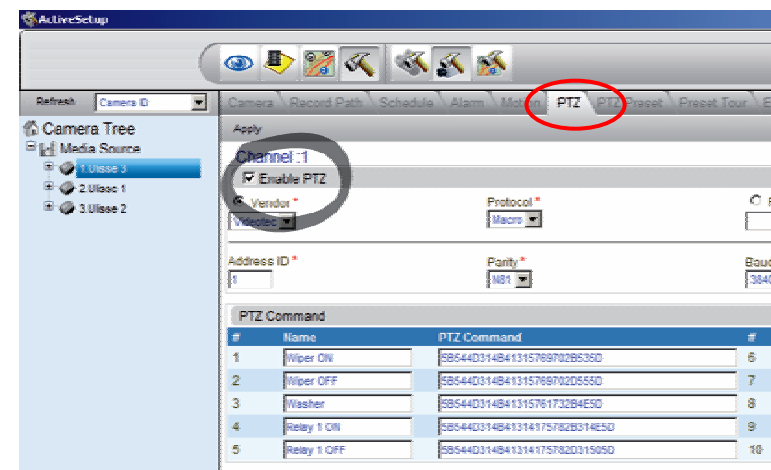 ActiveSetup
Refresh Camera ID
Camera Record Path Schedule Alarm Motion PTZ PTZ Preset Preset Tour E
Camera Tree
Media Source
1.Ulisse 3
2.Ulisse 1
3.Ulisse 2
Apply
Channel :1
Enable PTZ
Vendor * Protocol *
Videotec Macro
Address ID * Parity * Baud
1 N81 3840
PTZ Command
# Name PTZ Command #
1 Wiper ON 5B544D314B41315769702B535D 6
2 Wiper OFF 5B544D314B41315769702D555D 7
3 Washer 5B544D314B41315761732B4E5D 8
4 Relay 1 ON 5B544D314B41314175782B314E5D 9
5 Relay 1 OFF 5B544D314B41314175782D31505D 10